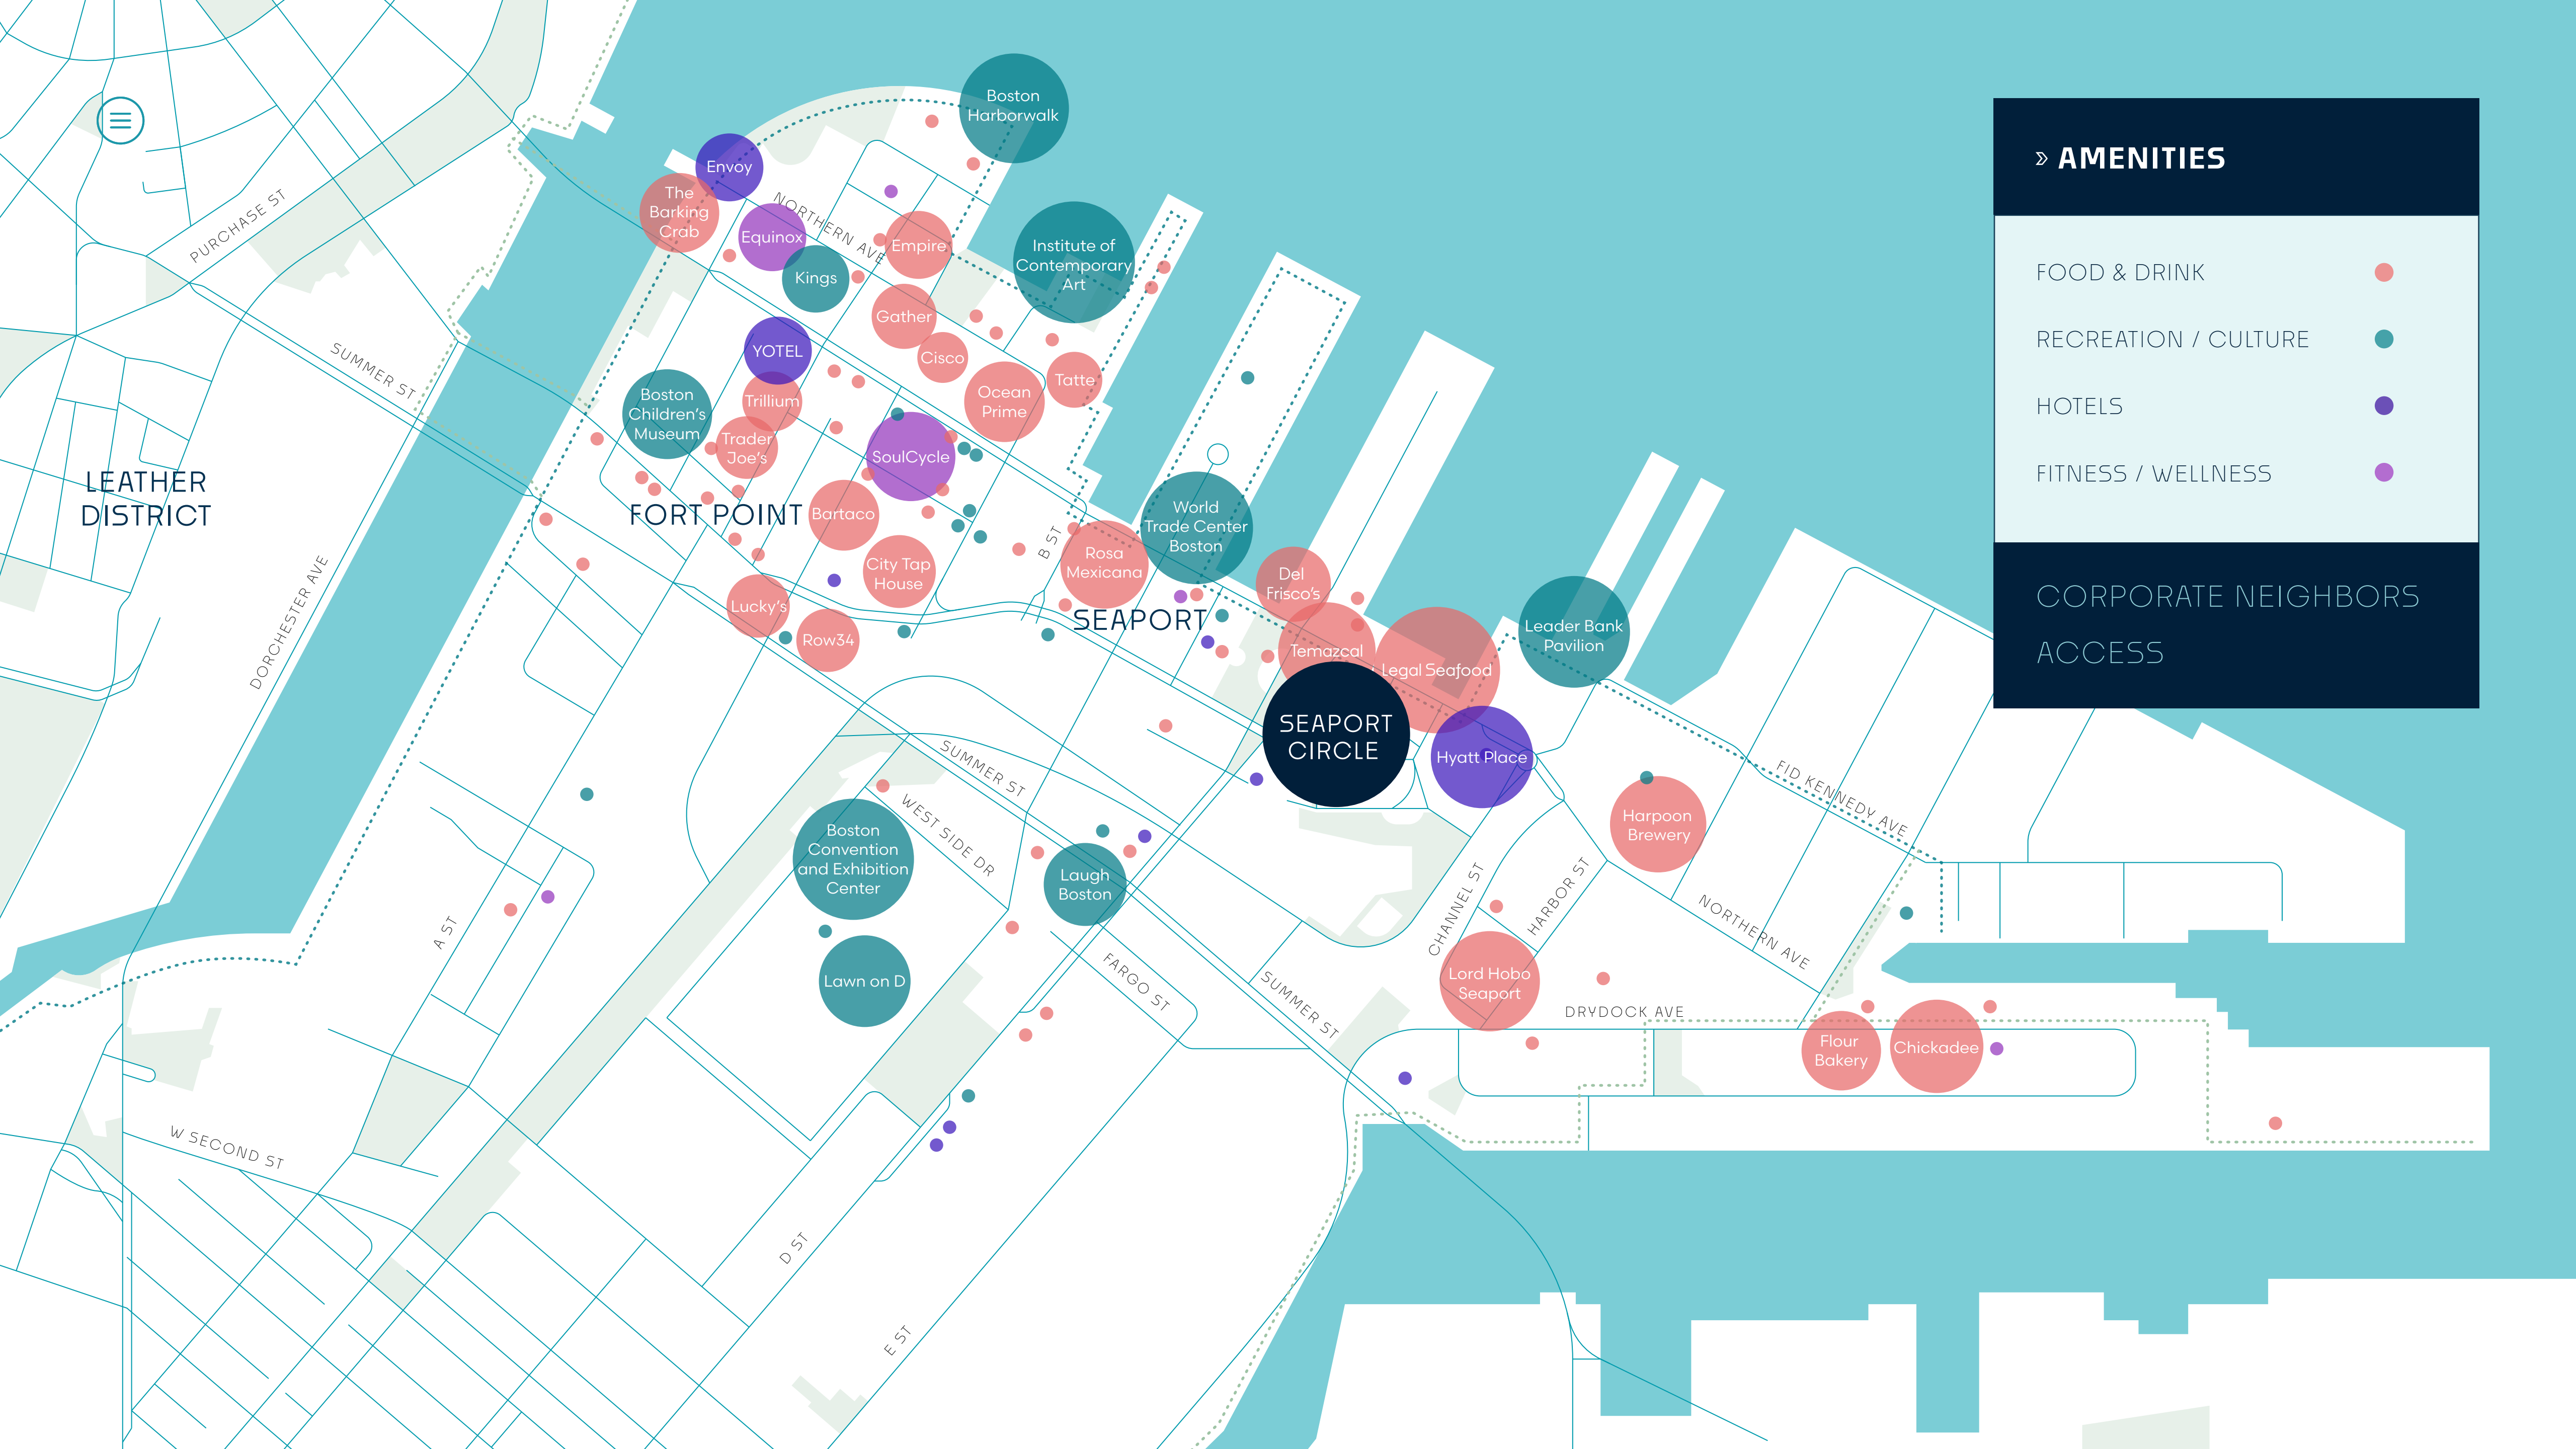 Boston
Harborwalk
Envoy
The
Barking
Crab
NORTHERN AVE
Equinox
Empire
Kings
Institute of
Contemporary
Art
PURCHASE ST
Gather
YOTEL
Cisco
SUMMER ST
Boston
Children's
Museum
Trillium
Ocean
Prime
Tatte
Trader
Joe's
SoulCycle
LEATHER
DISTRICT
FORT POINT
Bartaco
B ST
World
Trade Center
Boston
Rosa
Mexicana
City Tap
House
Del
Frisco's
DORCHESTER AVE
Lucky's
Row34
SEAPORT
Temazcal
Legal Seafood
Leader Bank
Pavilion
SEAPORT
CIRCLE
Hyatt Place
SUMMER ST
WEST SIDE DR
Boston
Convention
and Exhibition
Center
Laugh
Boston
Harpoon
Brewery
FID KENNEDY AVE
CHANNEL ST
HARBOR ST
NORTHERN AVE
A ST
Lawn on D
FARGO ST
SUMMER ST
Lord Hobo
Seaport
DRYDOCK AVE
Flour
Bakery
Chickadee
W SECOND ST
D ST
E ST
» AMENITIES
FOOD & DRINK
RECREATION / CULTURE
HOTELS
FITNESS / WELLNESS
CORPORATE NEIGHBORS
ACCESS